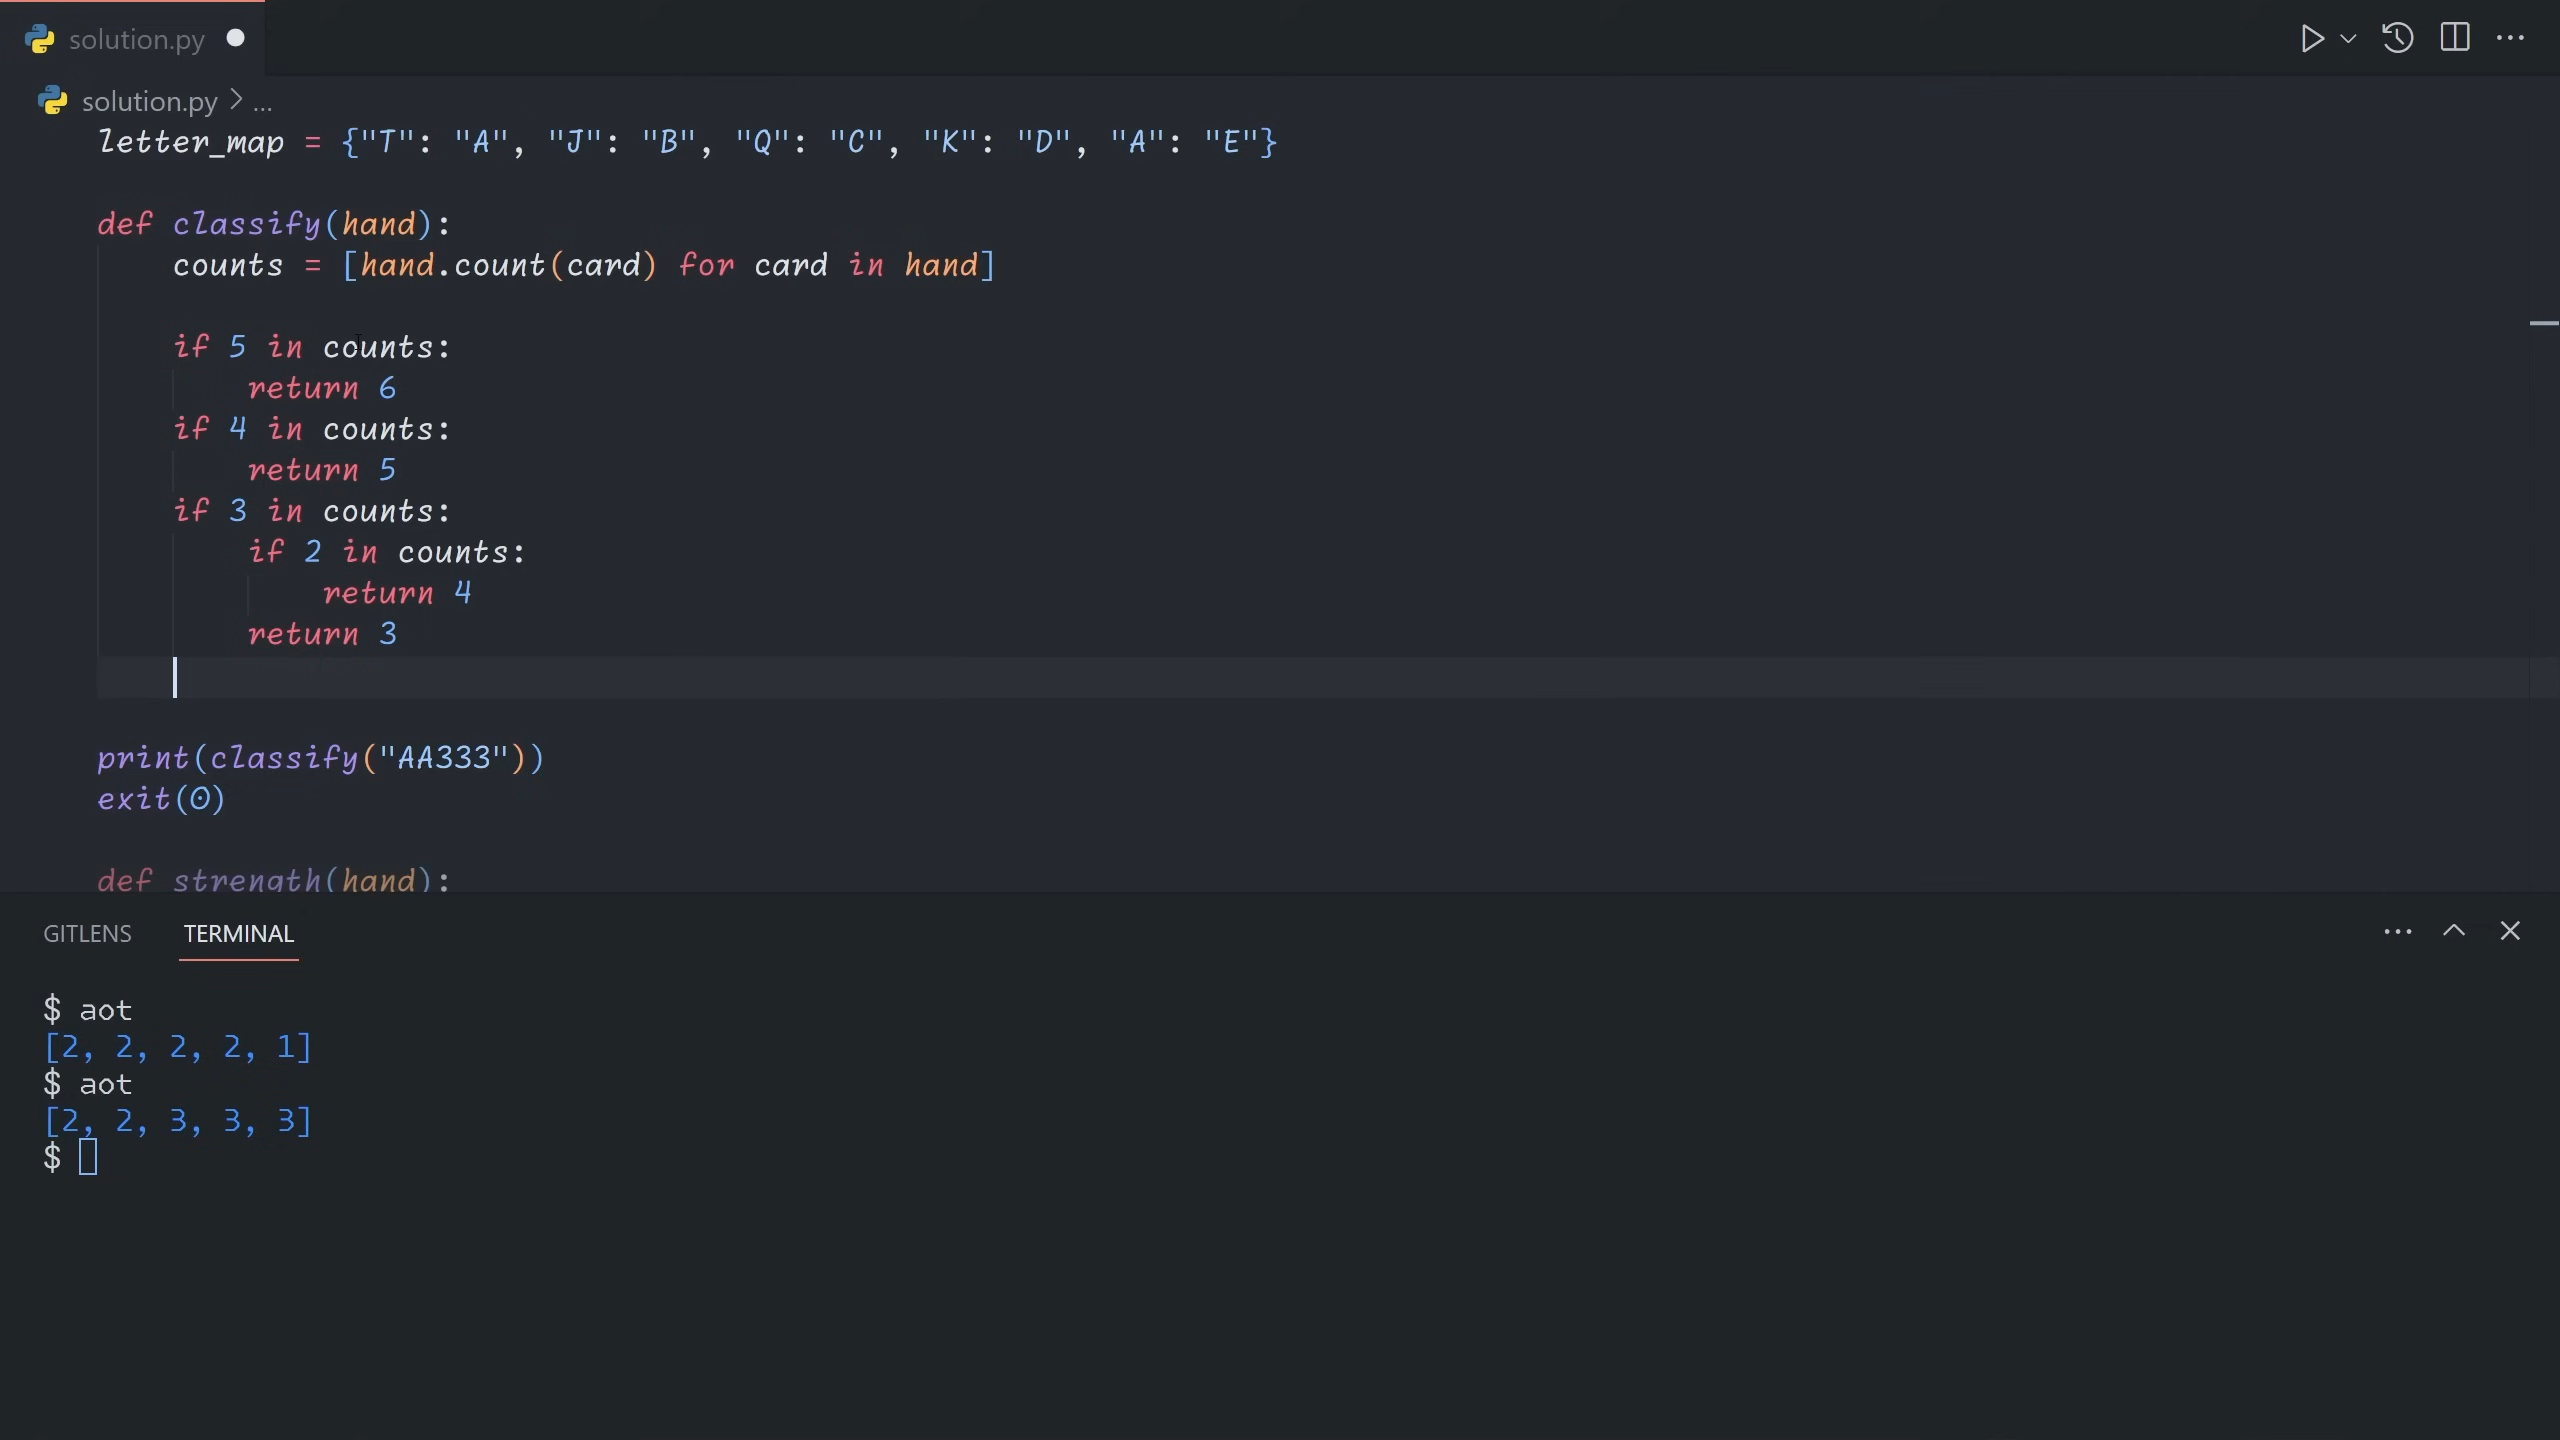 solution.py
solution.py > ...
letter_map = {"T": "A", "J": "B", "Q": "C", "K": "D", "A": "E"}
def classify(hand):
counts = [hand.count(card) for card in hand]
if 5 in counts:
return 6
if 4 in counts:
return 5
if 3 in counts:
if 2 in counts:
return 4
return 3
print(classify("AA333"))
exit(0)
def strength(hand):
GITLENS TERMINAL
$ aot
[2, 2, 2, 2, 1]
$ aot
[2, 2, 3, 3, 3]
$